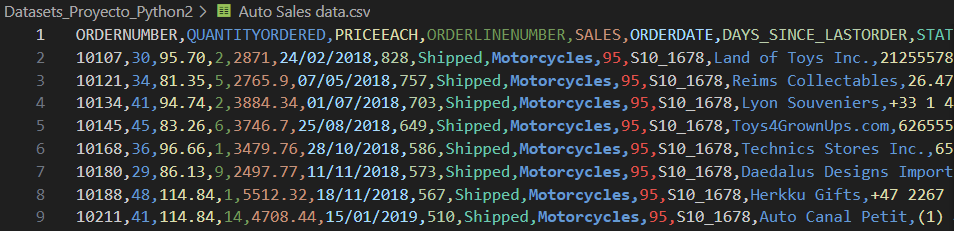 Datasets_Proyecto_Python2 > Auto Sales data.csv
1 ORDERNUMBER,QUANTITYORDERED,PRICEEACH,ORDERLINENUMBER,SALES,ORDERDATE,DAYS_SINCE_LASTORDER,STAT
2 10107,30,95.70,2,2871,24/02/2018,828,Shipped,Motorcycles,95,S10_1678,Land of Toys Inc.,21255578
3 10121,34,81.35,5,2765.9,07/05/2018,757,Shipped,Motorcycles,95,S10_1678,Reims Collectables,26.47
4 10134,41,94.74,2,3884.34,01/07/2018,703,Shipped,Motorcycles,95,S10_1678,Lyon Souveniers,+33 1 4
5 10145,45,83.26,6,3746.7,25/08/2018,649,Shipped,Motorcycles,95,S10_1678,Toys4GrownUps.com,626555
6 10168,36,96.66,1,3479.76,28/10/2018,586,Shipped,Motorcycles,95,S10_1678,Technics Stores Inc.,65
7 10180,29,86.13,9,2497.77,11/11/2018,573,Shipped,Motorcycles,95,S10_1678,Daedalus Designs Import
8 10188,48,114.84,1,5512.32,18/11/2018,567,Shipped,Motorcycles,95,S10_1678,Herkku Gifts,+47 2267
9 10211,41,114.84,14,4708.44,15/01/2019,510,Shipped,Motorcycles,95,S10_1678,Auto Canal Petit,(1)